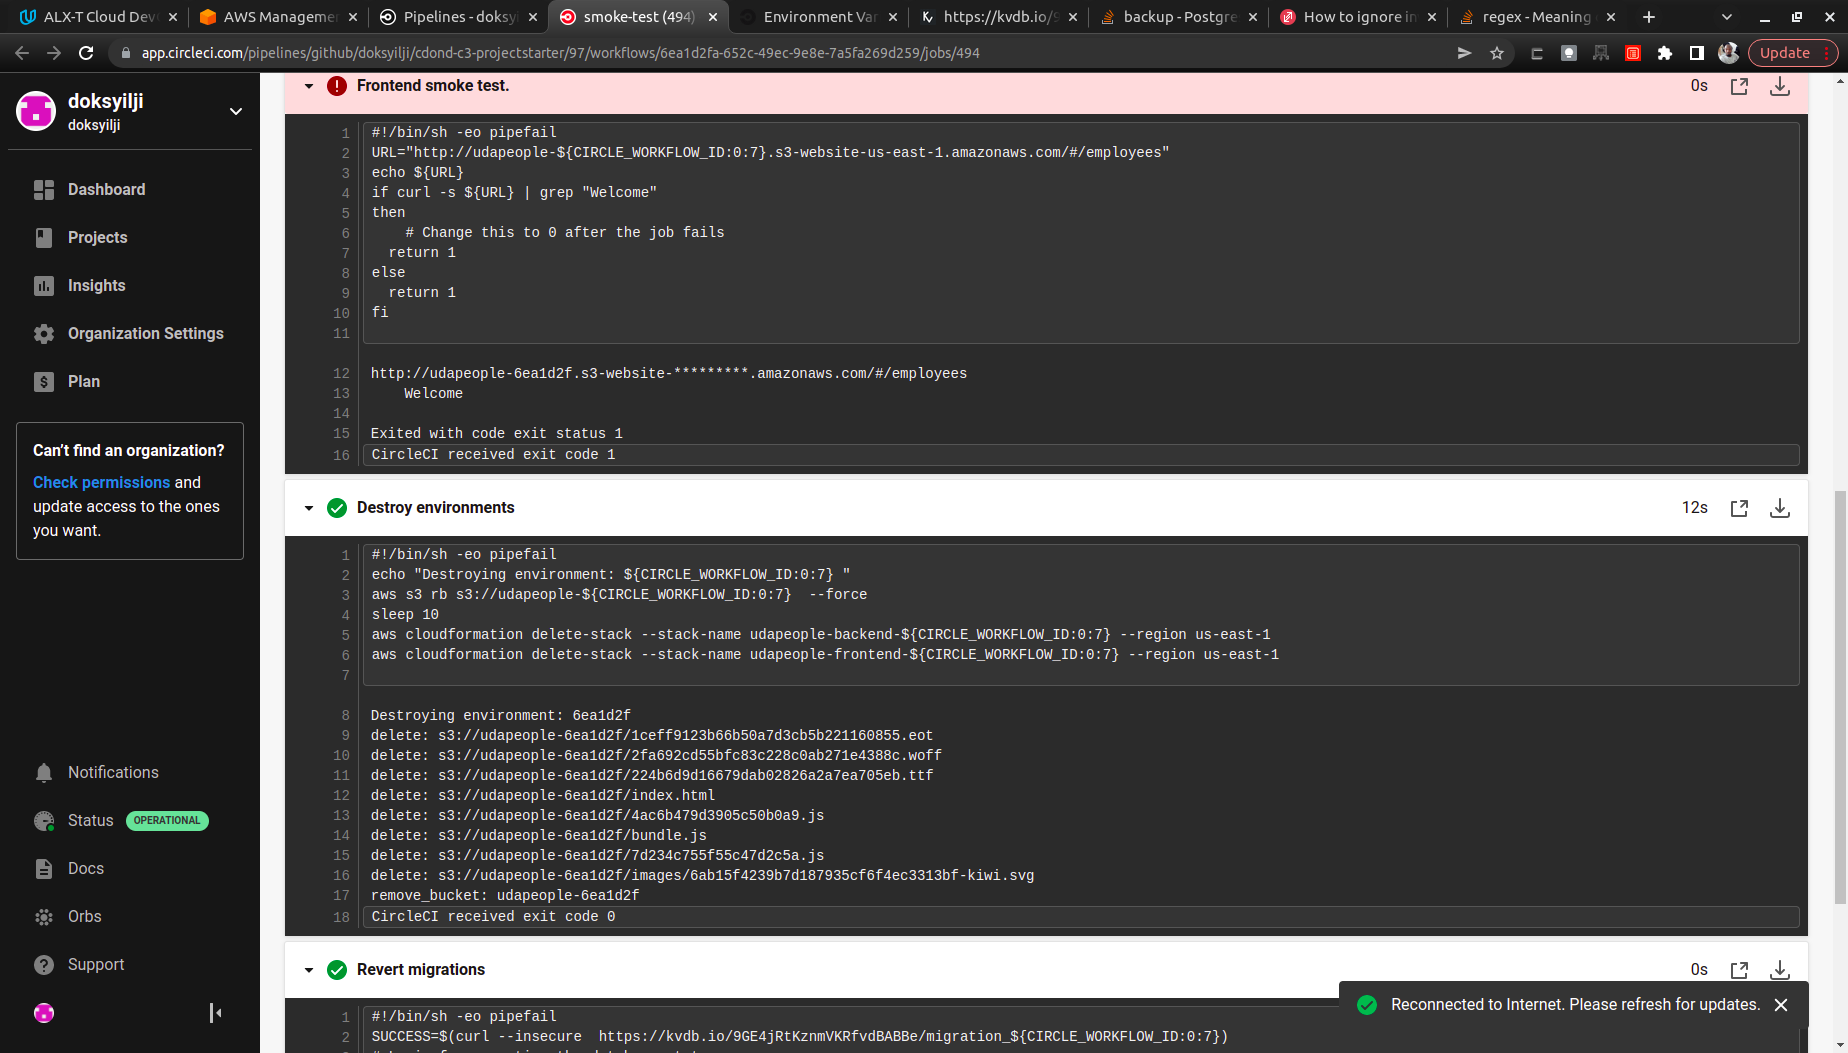 ALX-T Cloud Dev
AWS Manageme
Pipelines - doksyi
smoke-test (494)
Environment Var
https://kvdb.io/9
backup - Postgre
How to ignore in
regex - Meaning
app.circleci.com/pipelines/github/doksyilji/cdond-c3-projectstarter/97/workflows/6ea1d2fa-652c-49ec-9e8e-7a5fa269d259/jobs/494
Update
doksyilji
doksyilji
Dashboard
Projects
Insights
Organization Settings
Plan
Can't find an organization?
Check permissions and
update access to the ones
you want.
Notifications
Status OPERATIONAL
Docs
Orbs
Support
Frontend smoke test. 0s
1 #!/bin/sh -eo pipefail
2 URL="http://udapeople-${CIRCLE_WORKFLOW_ID:0:7}.s3-website-us-east-1.amazonaws.com/#/employees"
3 echo ${URL}
4 if curl -s ${URL} | grep "Welcome"
5 then
6 # Change this to 0 after the job fails
7 return 1
8 else
9 return 1
10 fi
11
12 http://udapeople-6ea1d2f.s3-website-*********.amazonaws.com/#/employees
13 Welcome
14
15 Exited with code exit status 1
16 CircleCI received exit code 1
Destroy environments 12s
1 #!/bin/sh -eo pipefail
2 echo "Destroying environment: ${CIRCLE_WORKFLOW_ID:0:7} "
3 aws s3 rb s3://udapeople-${CIRCLE_WORKFLOW_ID:0:7} --force
4 sleep 10
5 aws cloudformation delete-stack --stack-name udapeople-backend-${CIRCLE_WORKFLOW_ID:0:7} --region us-east-1
6 aws cloudformation delete-stack --stack-name udapeople-frontend-${CIRCLE_WORKFLOW_ID:0:7} --region us-east-1
7
8 Destroying environment: 6ea1d2f
9 delete: s3://udapeople-6ea1d2f/1ceff9123b66b50a7d3cb5b221160855.eot
10 delete: s3://udapeople-6ea1d2f/2fa692cd55bfc83c228c0ab271e4388c.woff
11 delete: s3://udapeople-6ea1d2f/224b6d9d16679dab02826a2a7ea705eb.ttf
12 delete: s3://udapeople-6ea1d2f/index.html
13 delete: s3://udapeople-6ea1d2f/4ac6b479d3905c50b0a9.js
14 delete: s3://udapeople-6ea1d2f/bundle.js
15 delete: s3://udapeople-6ea1d2f/7d234c755f55c47d2c5a.js
16 delete: s3://udapeople-6ea1d2f/images/6ab15f4239b7d187935cf6f4ec3313bf-kiwi.svg
17 remove_bucket: udapeople-6ea1d2f
18 CircleCI received exit code 0
Revert migrations 0s
Reconnected to Internet. Please refresh for updates.
1 #!/bin/sh -eo pipefail
2 SUCCESS=$(curl --insecure https://kvdb.io/9GE4jRtKznmVKRfvdBABBe/migration_${CIRCLE_WORKFLOW_ID:0:7})